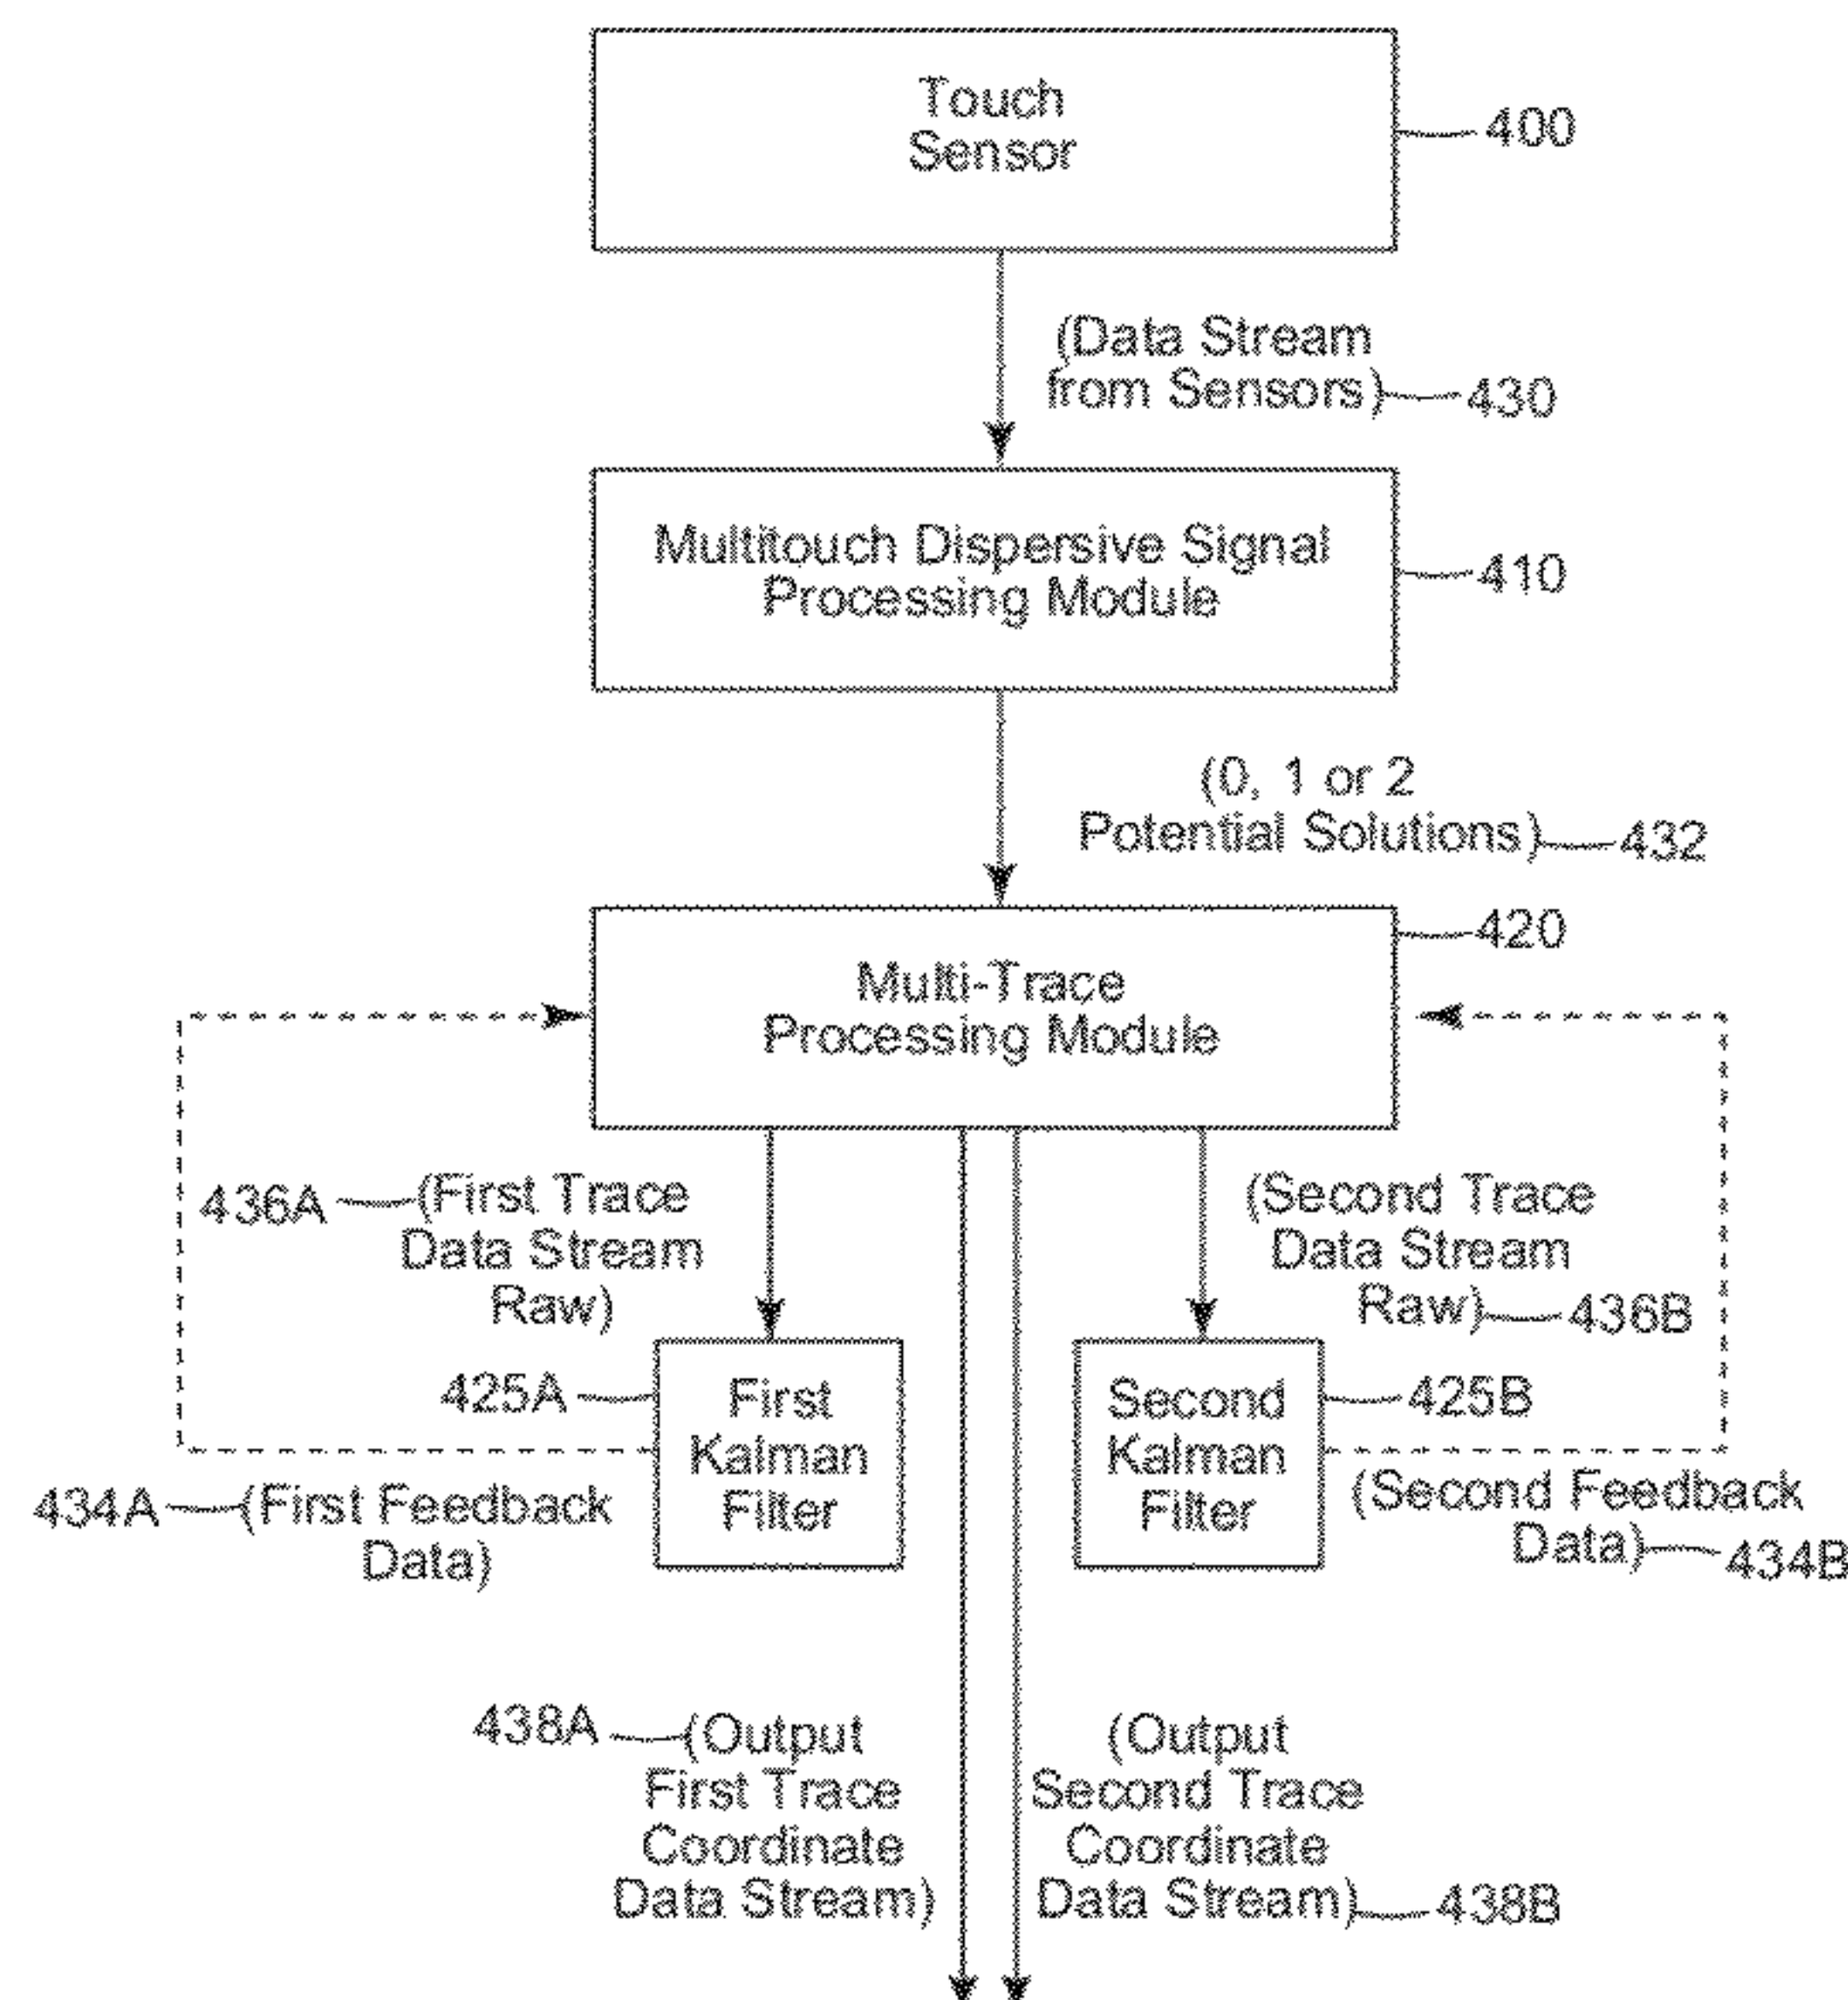 Touch
Sensor
400
(Data Stream
from Sensors)
430
Multitouch Dispersive Signal
Processing Module
410
(0, 1 or 2
Potential Solutions)
432
420
Multi-Trace
Processing Module
436A
(First Trace
Data Stream
Raw)
(Second Trace
Data Stream
Raw)
436B
425A
First
Kalman
Filter
Second
Kalman
Filter
425B
434A
(First Feedback
Data)
(Second Feedback
Data)
434B
438A
(Output
First Trace
Coordinate
Data Stream)
(Output
Second Trace
Coordinate
Data Stream)
438B